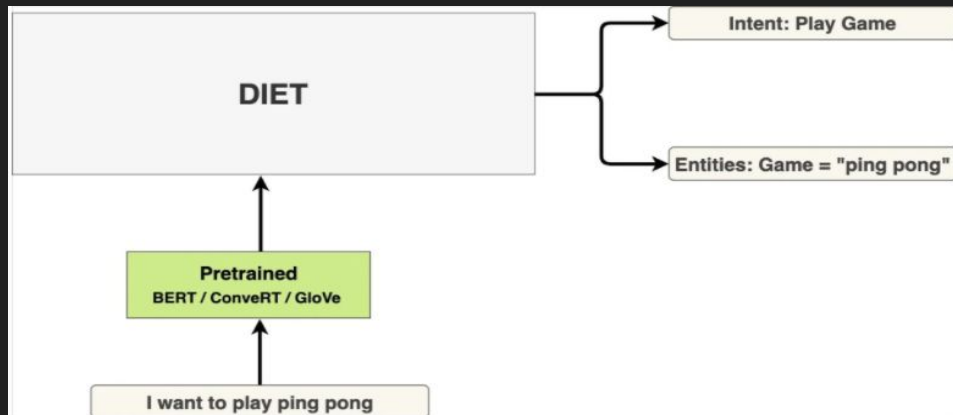 DIET
Intent: Play Game
Entities: Game = "ping pong"
Pretrained
BERT / ConveRT / GloVe
I want to play ping pong